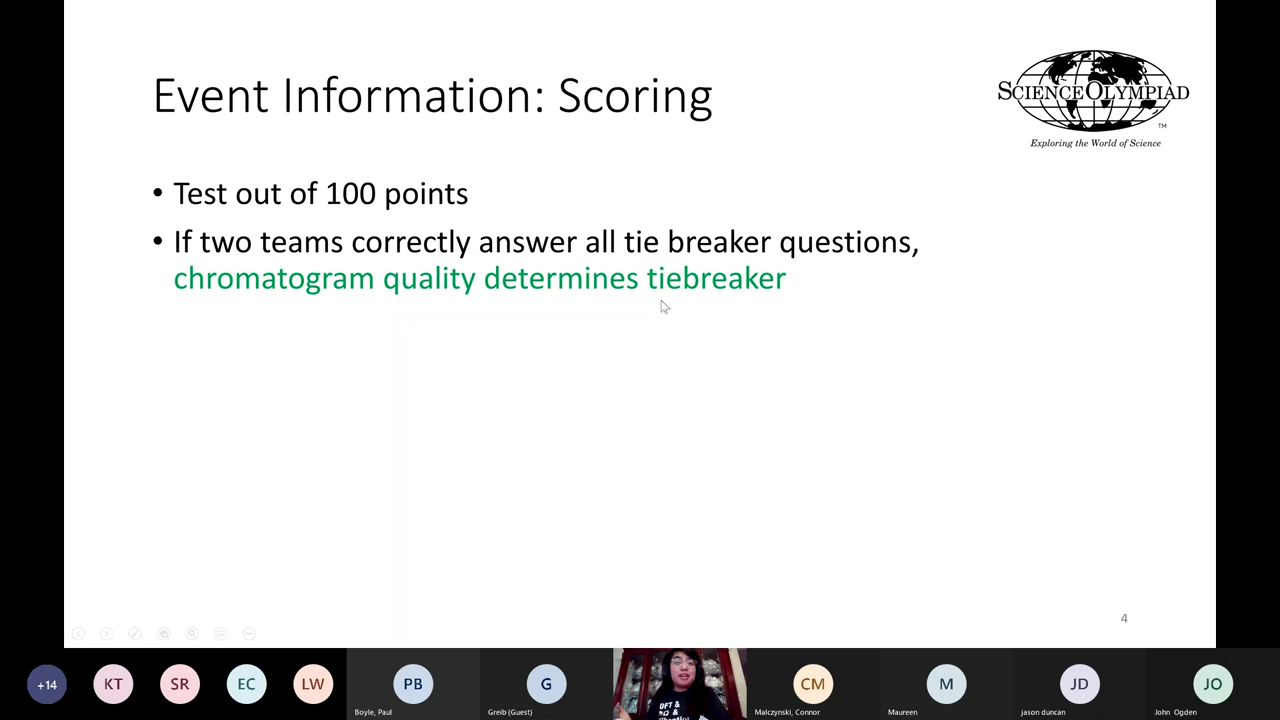 Event Information: Scoring
SCIENCE OLYMPIAD
TM
Exploring the World of Science
• Test out of 100 points
• If two teams correctly answer all tie breaker questions,
chromatogram quality determines tiebreaker
4
+14
KT
SR
EC
LW
PB
G
CM
M
JD
JO
Boyle, Paul
Greib (Guest)
Malczynski, Connor
Maureen
jason duncan
John Ogden